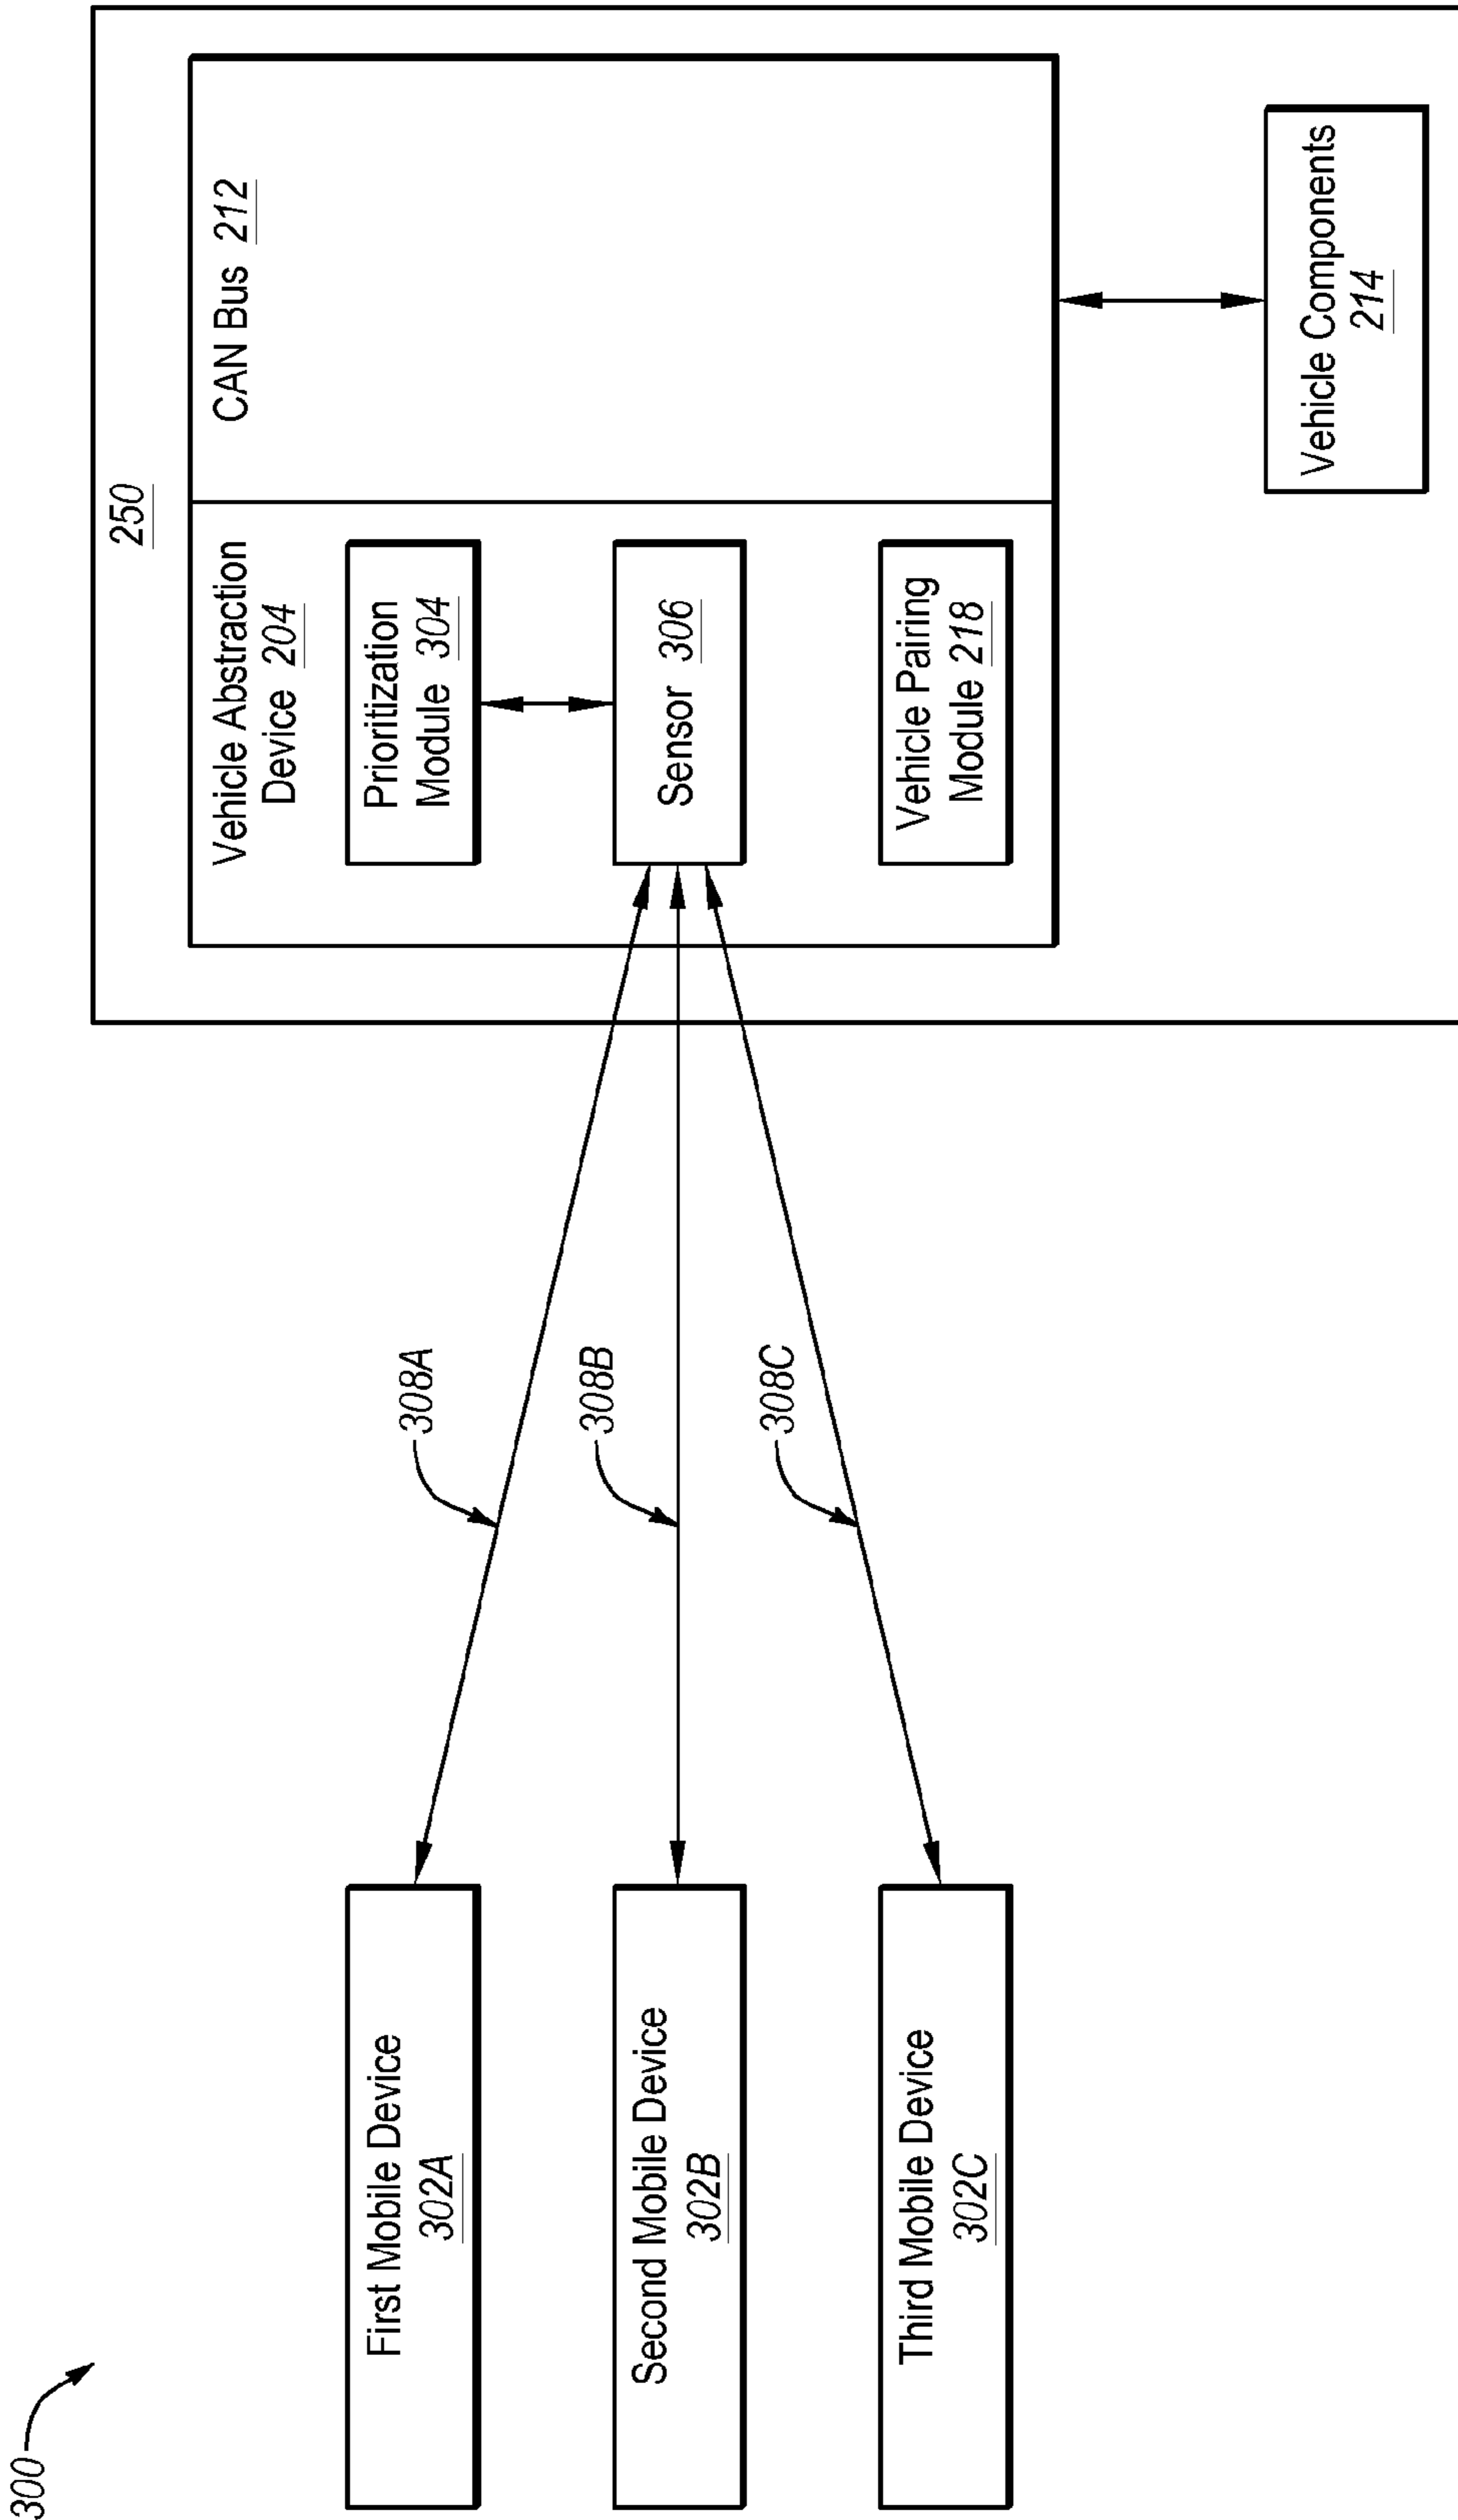 300
250
Vehicle Abstraction
Device 204
CAN Bus 212
First Mobile Device
302A
308A
Prioritization
Module 304
Second Mobile Device
302B
308B
Sensor 306
Third Mobile Device
302C
308C
Vehicle Pairing
Module 218
Vehicle Components
214